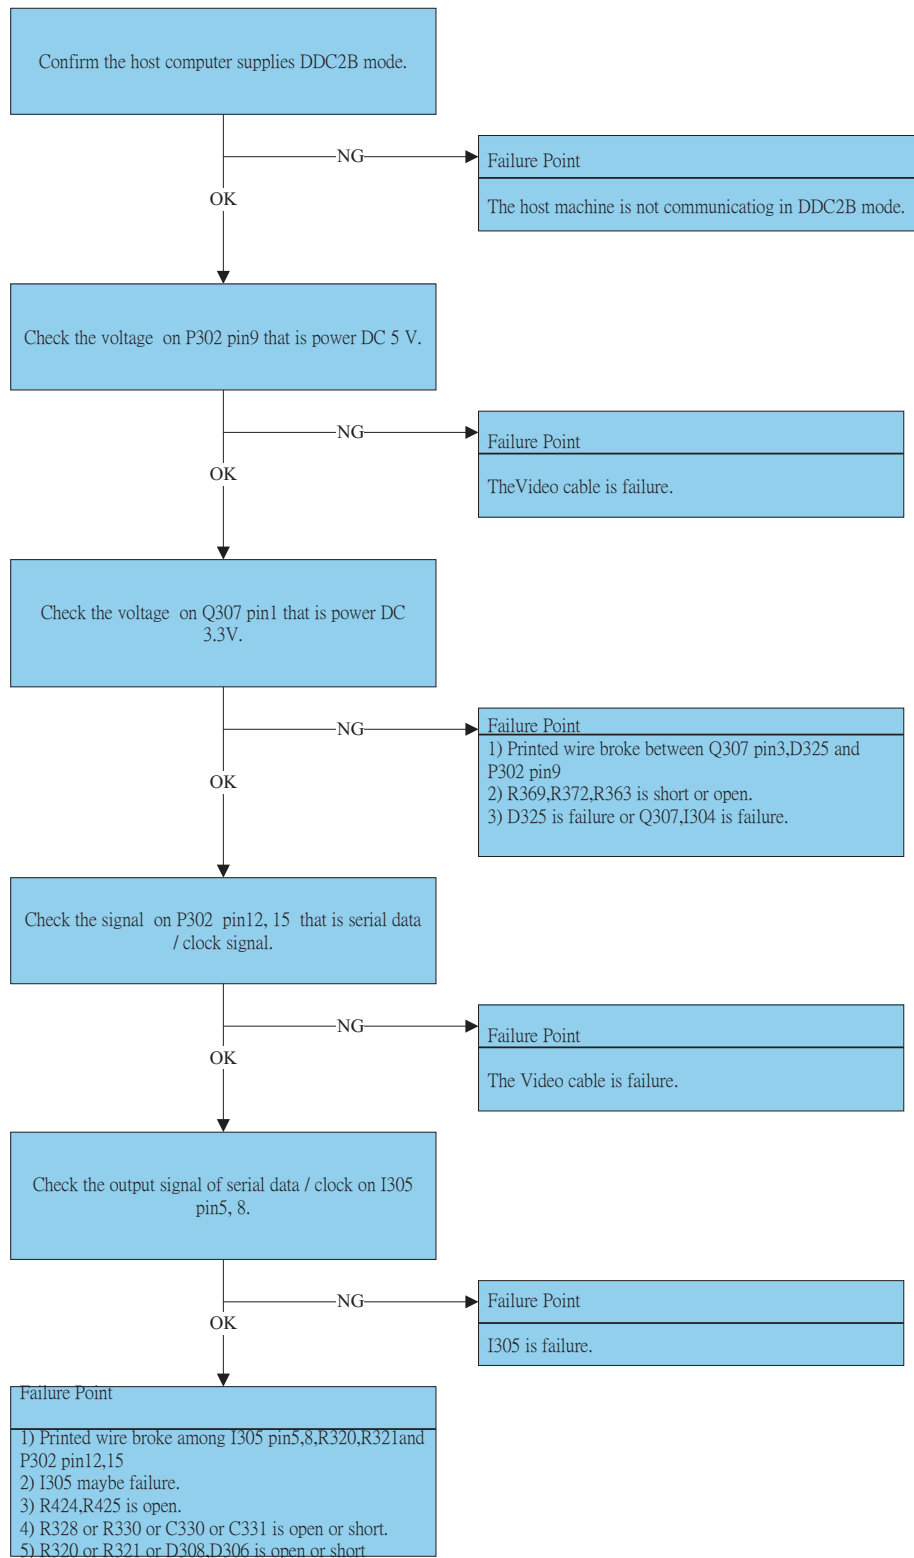 Confirm the host computer supplies DDC2B mode.
NG
Failure Point
The host machine is not communicatiog in DDC2B mode.
OK
Check the voltage on P302 pin9 that is power DC 5 V.
NG
Failure Point
TheVideo cable is failure.
OK
Check the voltage on Q307 pin1 that is power DC
3.3V.
NG
Failure Point
1) Printed wire broke between Q307 pin3,D325 and
P302 pin9
2) R369,R372,R363 is short or open.
3) D325 is failure or Q307,I304 is failure.
OK
Check the signal on P302 pin12, 15 that is serial data
/ clock signal.
NG
Failure Point
The Video cable is failure.
OK
Check the output signal of serial data / clock on I305
pin5, 8.
NG
Failure Point
I305 is failure.
OK
Failure Point
1) Printed wire broke among I305 pin5,8,R320,R321and
P302 pin12,15
2) I305 maybe failure.
3) R424,R425 is open.
4) R328 or R330 or C330 or C331 is open or short.
5) R320 or R321 or D308,D306 is open or short